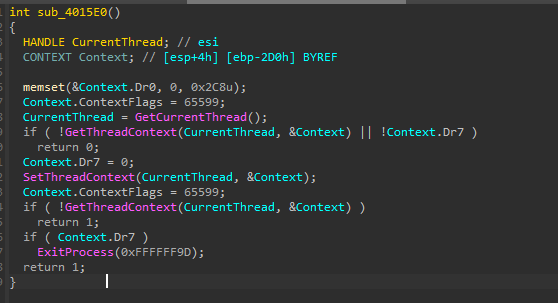 int sub_4015E0()
{
HANDLE CurrentThread; // esi
CONTEXT Context; // [esp+4h] [ebp-2D0h] BYREF
memset(&Context.Dr0, 0, 0x2C8u);
Context.ContextFlags = 65599;
CurrentThread = GetCurrentThread();
if ( !GetThreadContext(CurrentThread, &Context) || !Context.Dr7 )
return 0;
Context.Dr7 = 0;
SetThreadContext(CurrentThread, &Context);
Context.ContextFlags = 65599;
if ( !GetThreadContext(CurrentThread, &Context) )
return 1;
if ( Context.Dr7 )
ExitProcess(0xFFFFFF9D);
return 1;
}